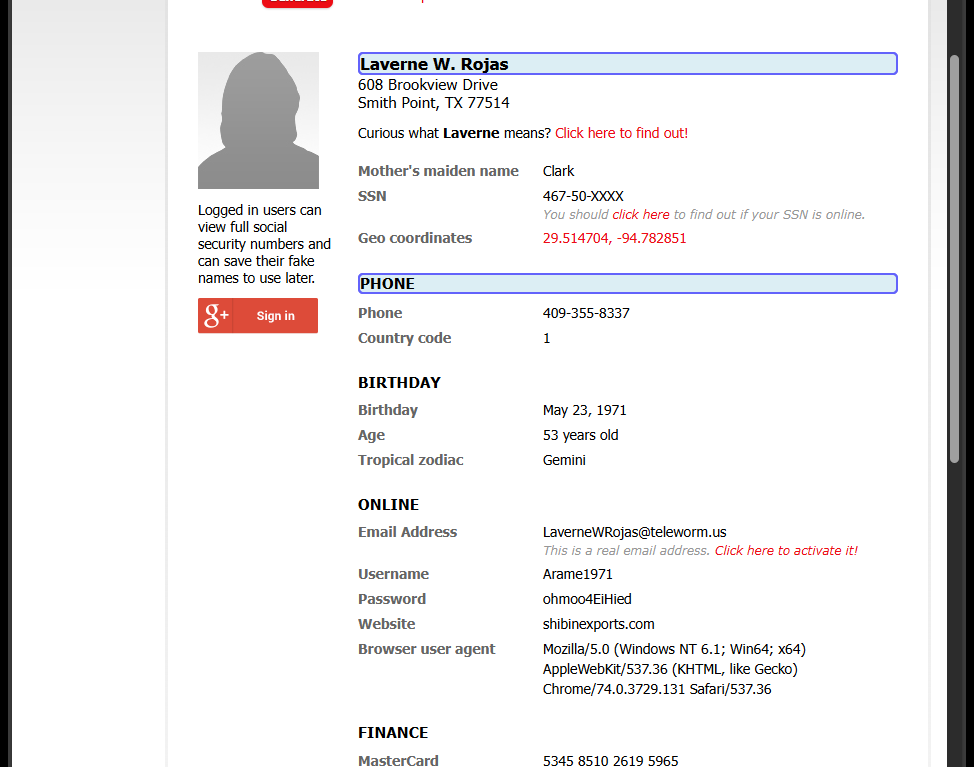 Laverne W. Rojas
608 Brookview Drive
Smith Point, TX 77514
Curious what Laverne means? Click here to find out!
Mother's maiden name Clark
SSN 467-50-XXXX
You should click here to find out if your SSN is online.
Geo coordinates 29.514704, -94.782851
Logged in users can
view full social
security numbers and
can save their fake
names to use later.
g+ Sign in
PHONE
Phone 409-355-8337
Country code 1
BIRTHDAY
Birthday May 23, 1971
Age 53 years old
Tropical zodiac Gemini
ONLINE
Email Address LaverneWRojas@teleworm.us
This is a real email address. Click here to activate it!
Username Arame1971
Password ohmoo4EiHied
Website shibinexports.com
Browser user agent Mozilla/5.0 (Windows NT 6.1; Win64; x64)
AppleWebKit/537.36 (KHTML, like Gecko)
Chrome/74.0.3729.131 Safari/537.36
FINANCE
MasterCard 5345 8510 2619 5965